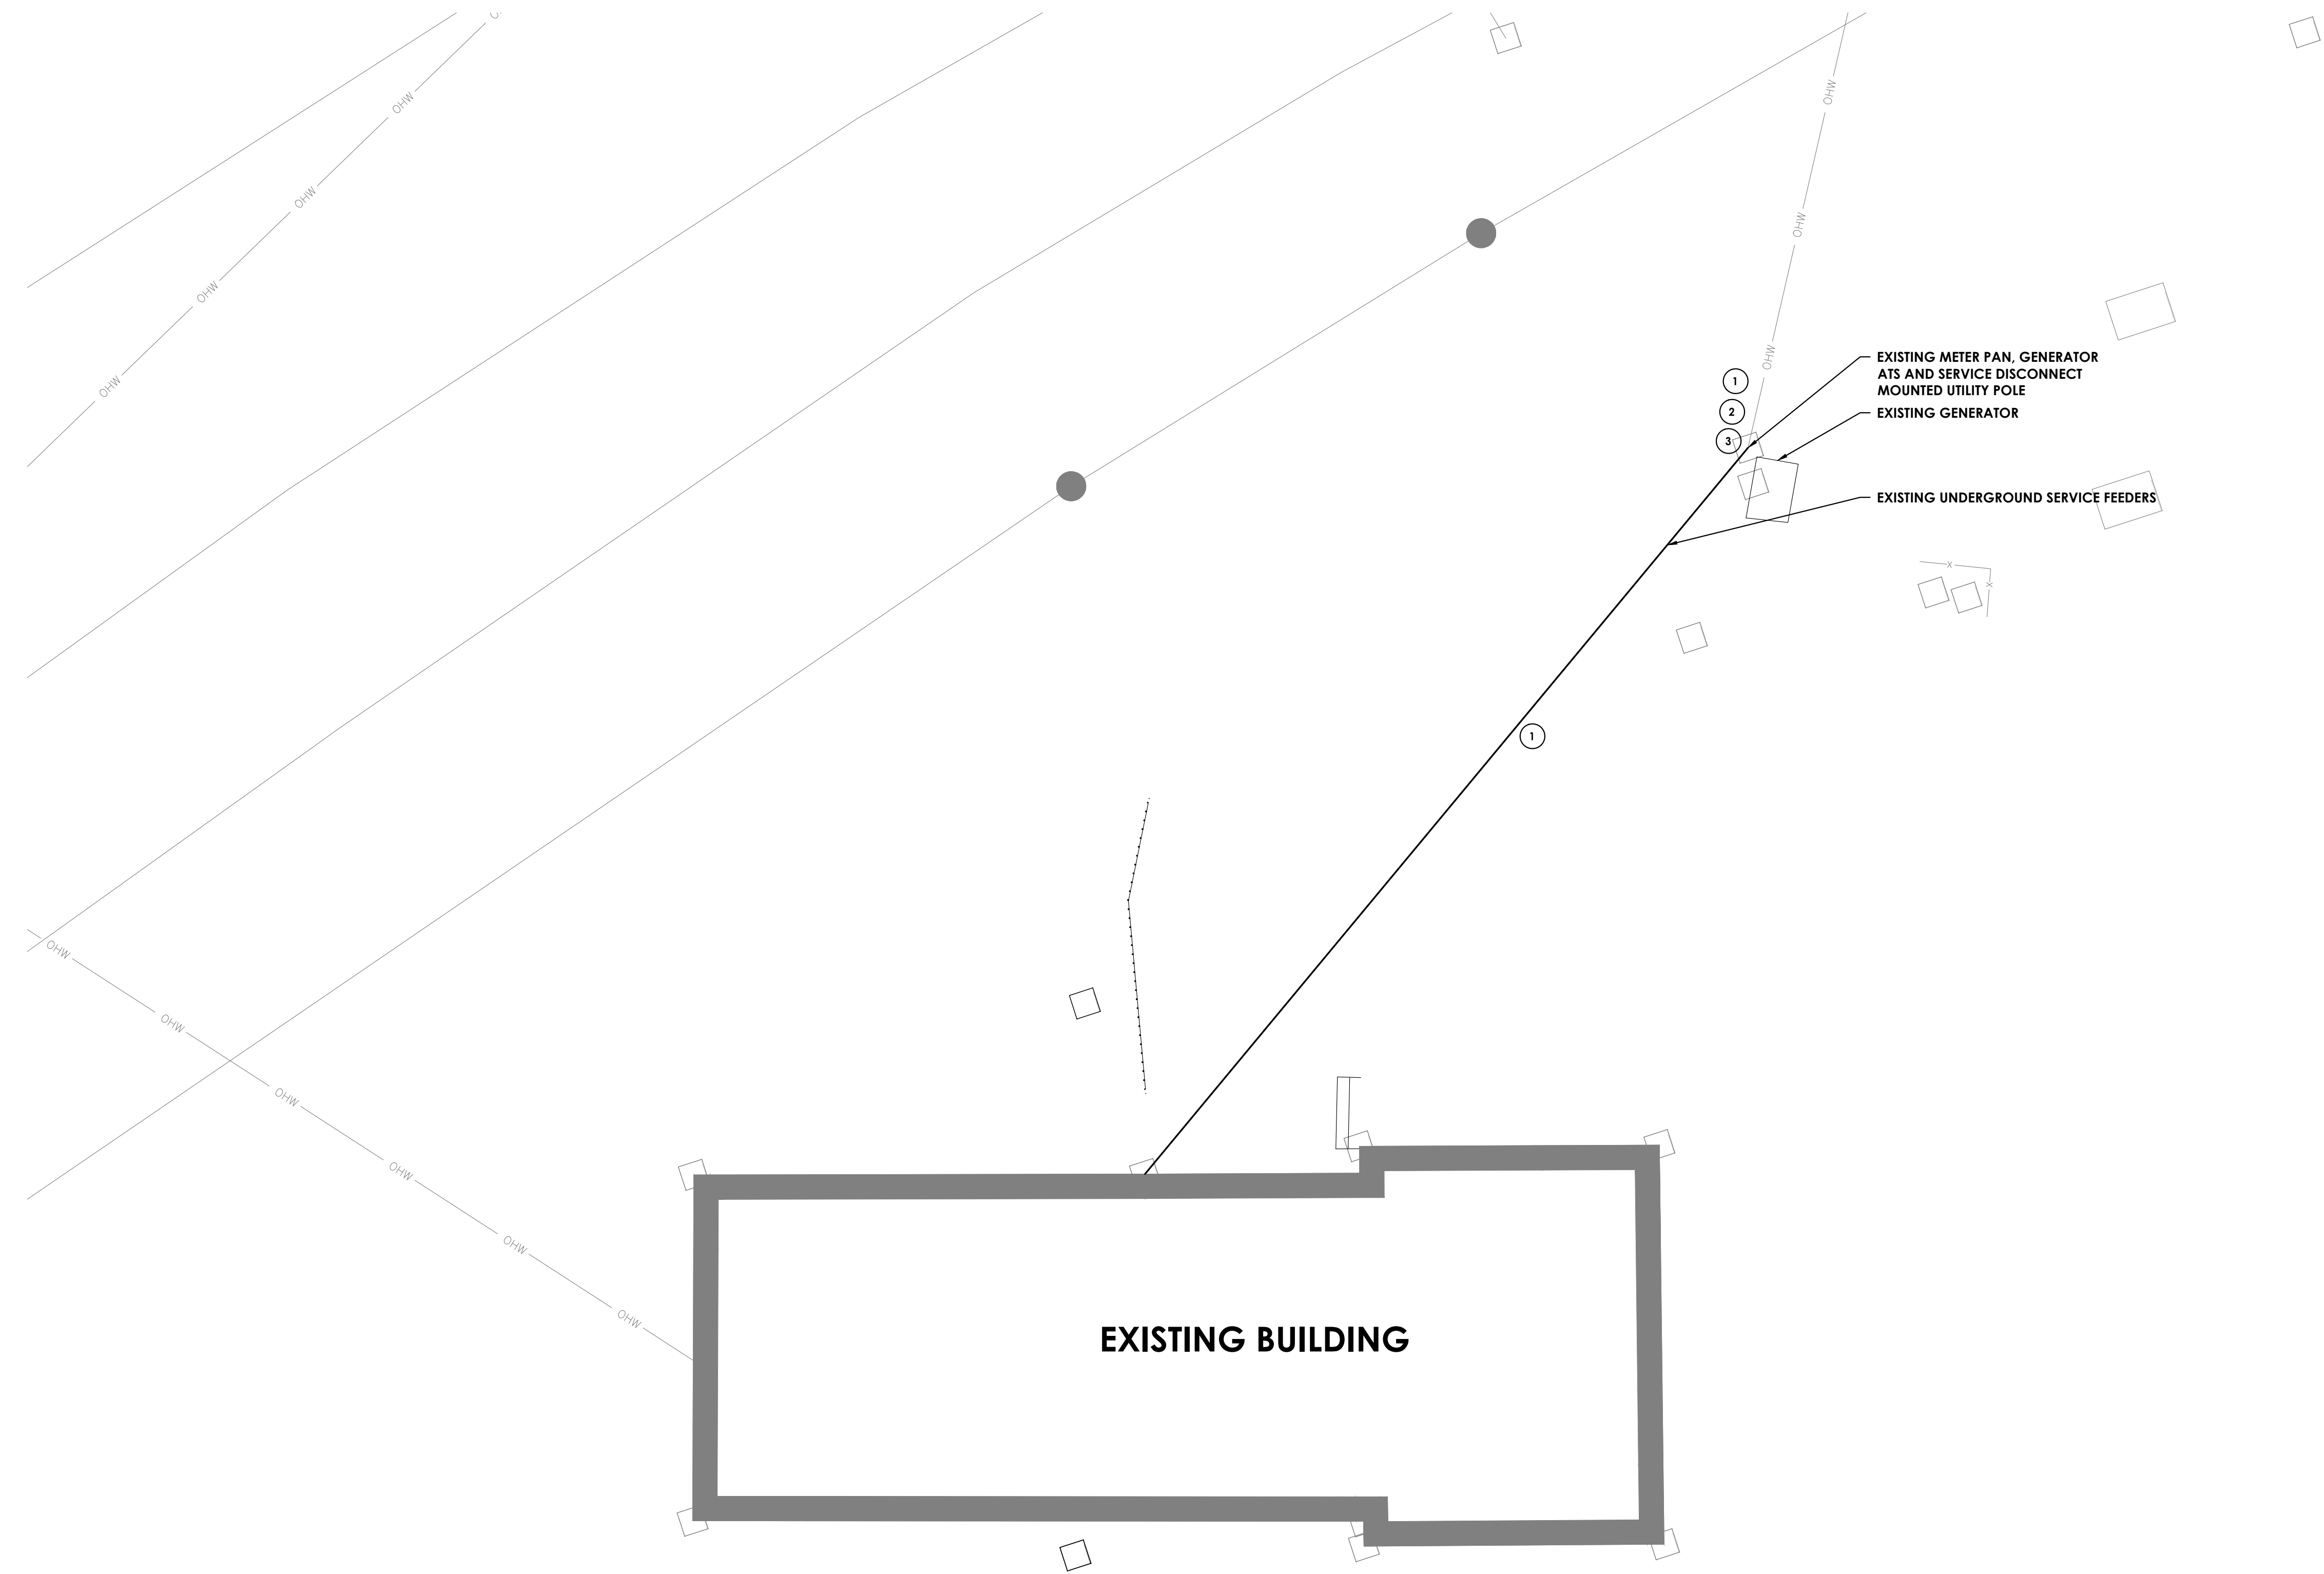 OHW
OHW
OHW
OHW
OHW
OHW
OHW
EXISTING METER PAN, GENERATOR
ATS AND SERVICE DISCONNECT
MOUNTED UTILITY POLE
1
2
3
EXISTING GENERATOR
EXISTING UNDERGROUND SERVICE FEEDERS
X
X
1
OHW
OHW
OHW
OHW
OHW
OHW
EXISTING BUILDING